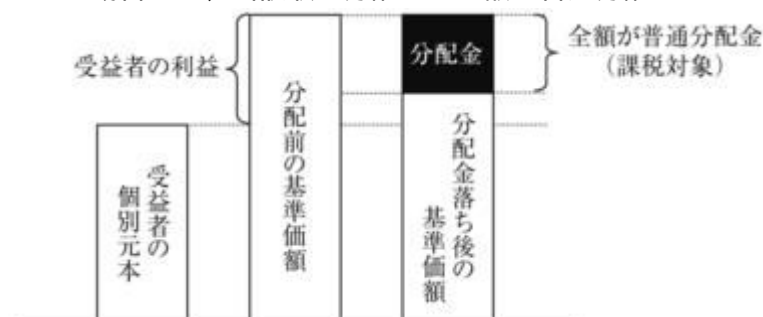 受益者の利益
分配金
全額が普通分配金
(課税対象)
受益者の
個別元本
分配前の基準価額
分配金落ち後の
基準価額